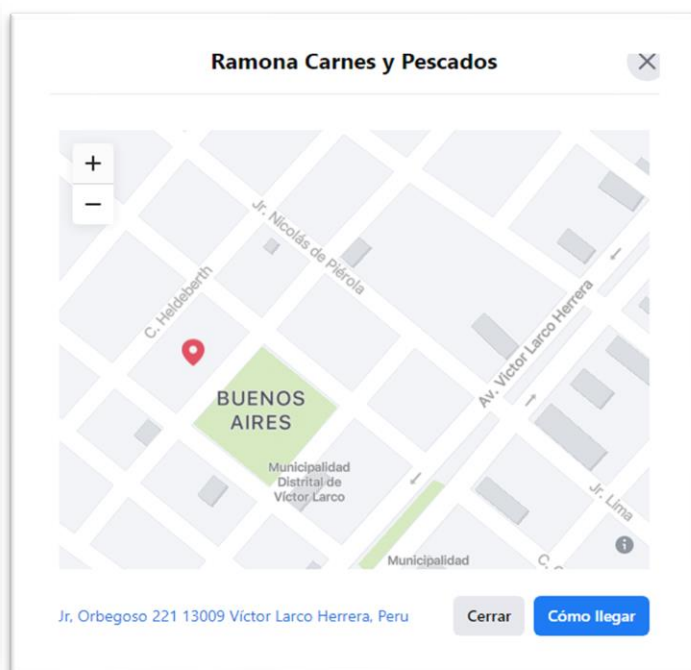 Ramona Carnes y Pescados
+
−
Jr. Nicolás de Piérola
C. Heldeberth
Av. Víctor Larco Herrera
BUENOS
AIRES
Municipalidad
Distrital de
Víctor Larco
Jr. Lima
Municipalidad
Jr, Orbegoso 221 13009 Víctor Larco Herrera, Peru
Cerrar
Cómo llegar